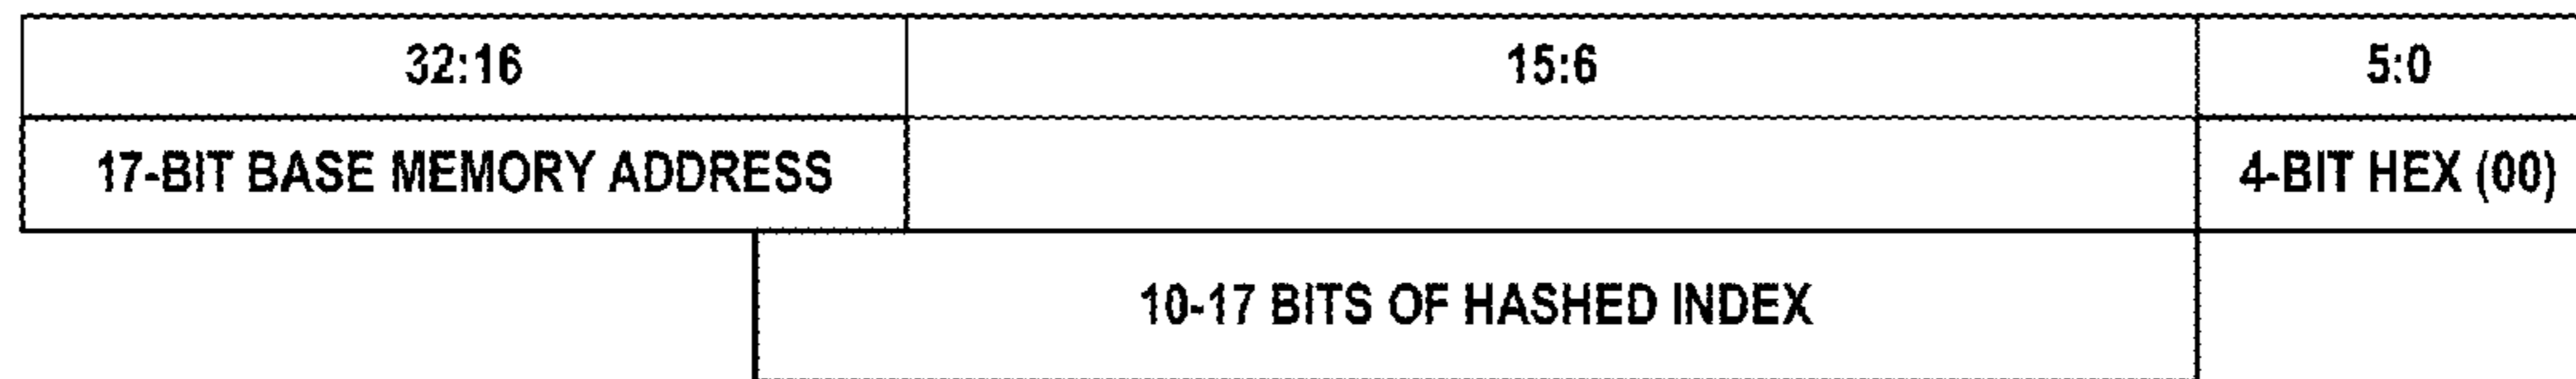 32:16 15:6 5:0
17-BIT BASE MEMORY ADDRESS 4-BIT HEX (00)
10-17 BITS OF HASHED INDEX